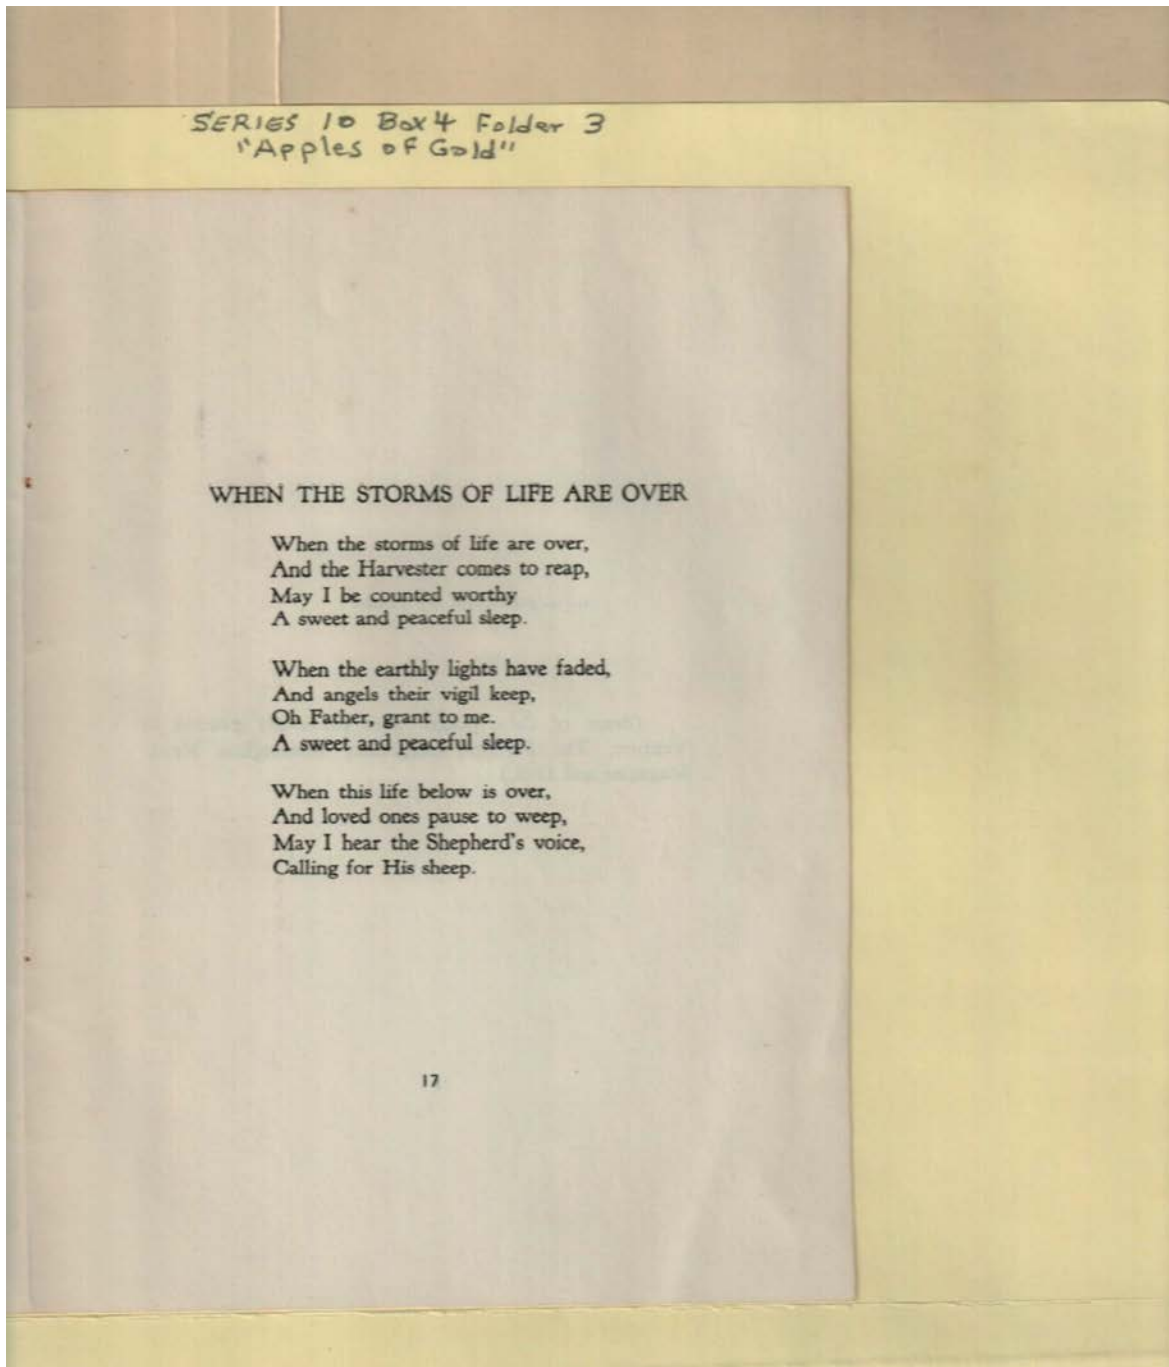 SERIES 10 Box 4 Folder 3
"Apples of Gold"
WHEN THE STORMS OF LIFE ARE OVER
When the storms of life are over,
And the Harvester comes to reap,
May I be counted worthy
A sweet and peaceful sleep.
When the earthly lights have faded,
And angels their vigil keep,
Oh Father, grant to me.
A sweet and peaceful sleep.
When this life below is over,
And loved ones pause to weep,
May I hear the Shepherd's voice,
Calling for His sheep.
17